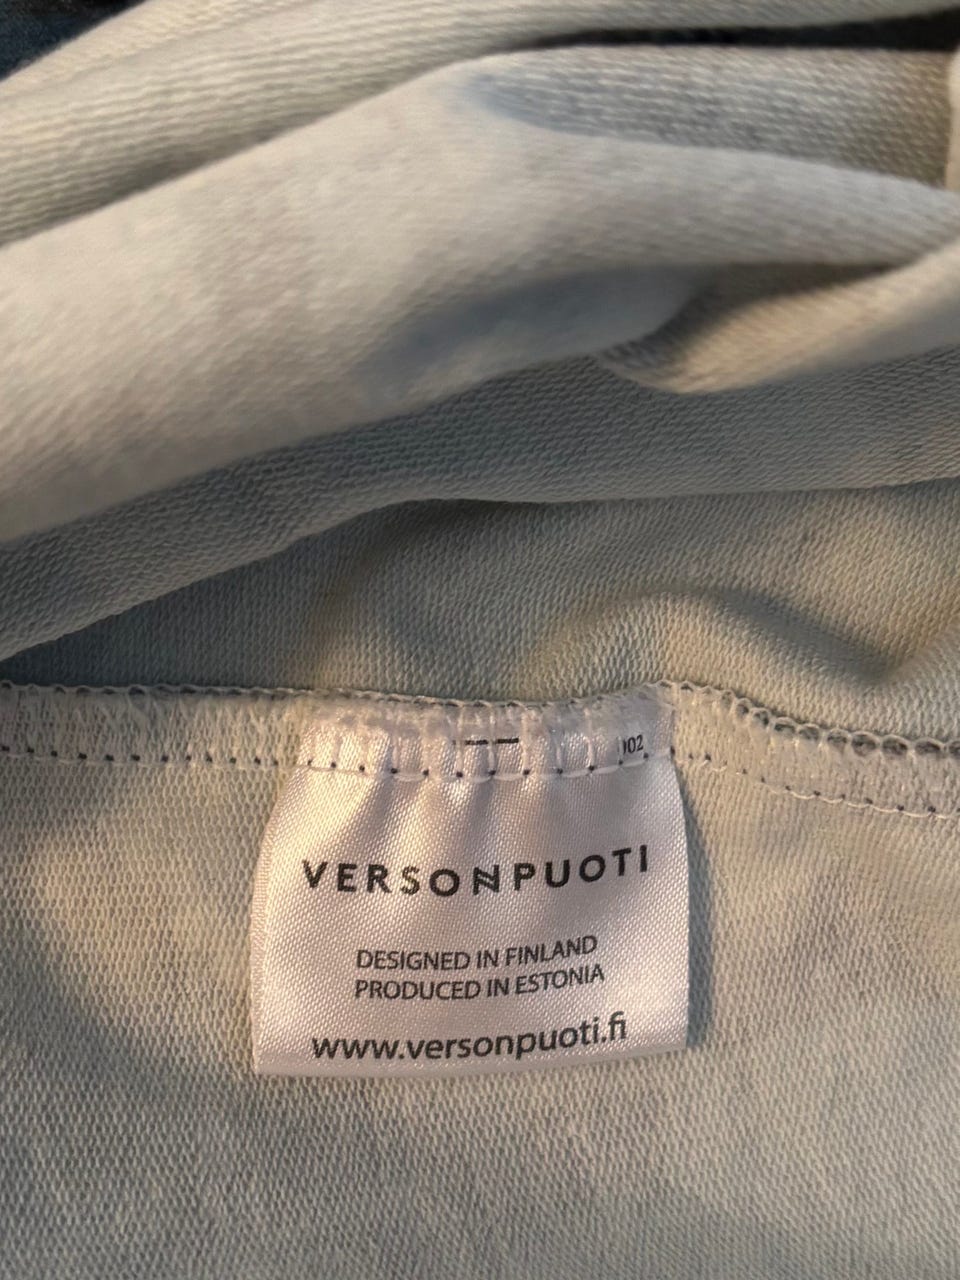 VERSONPUOTI
DESIGNED IN FINLAND
PRODUCED IN ESTONIA
www.versonpuoti.fi